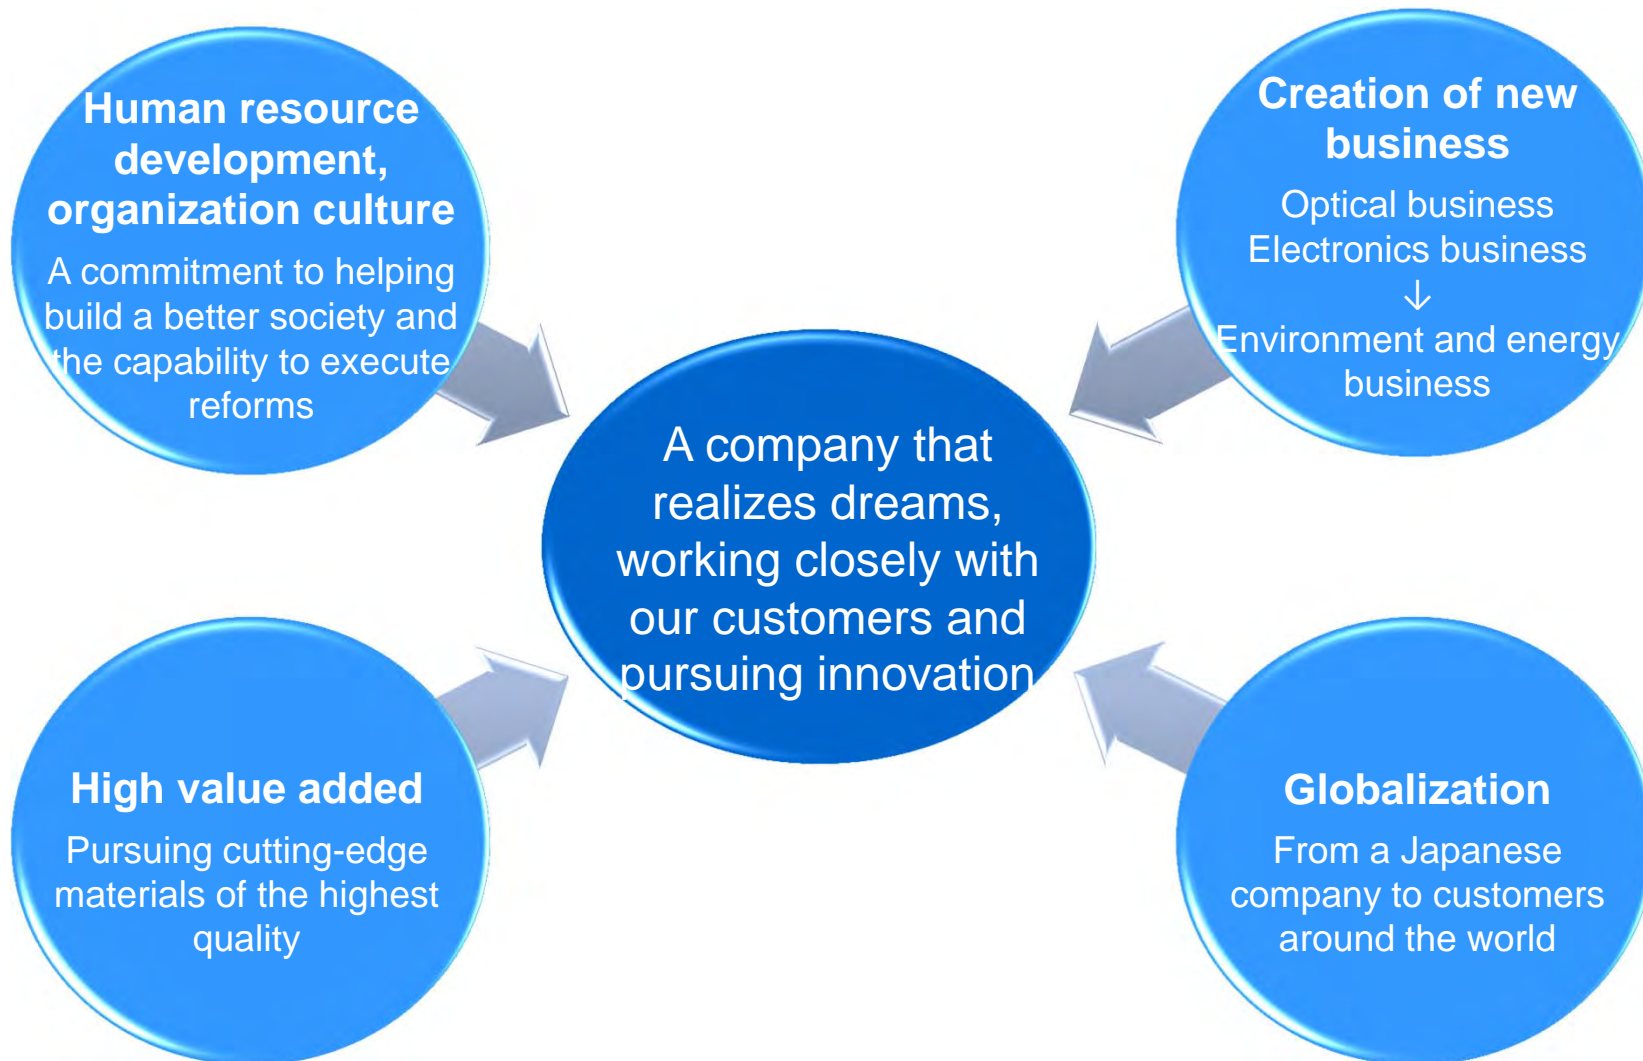 Human resource
development,
organization culture
A commitment to helping
build a better society and
the capability to execute
reforms
Creation of new
business
Optical business
Electronics business
↓
Environment and energy
business
A company that
realizes dreams,
working closely with
our customers and
pursuing innovation
High value added
Pursuing cutting-edge
materials of the highest
quality
Globalization
From a Japanese
company to customers
around the world